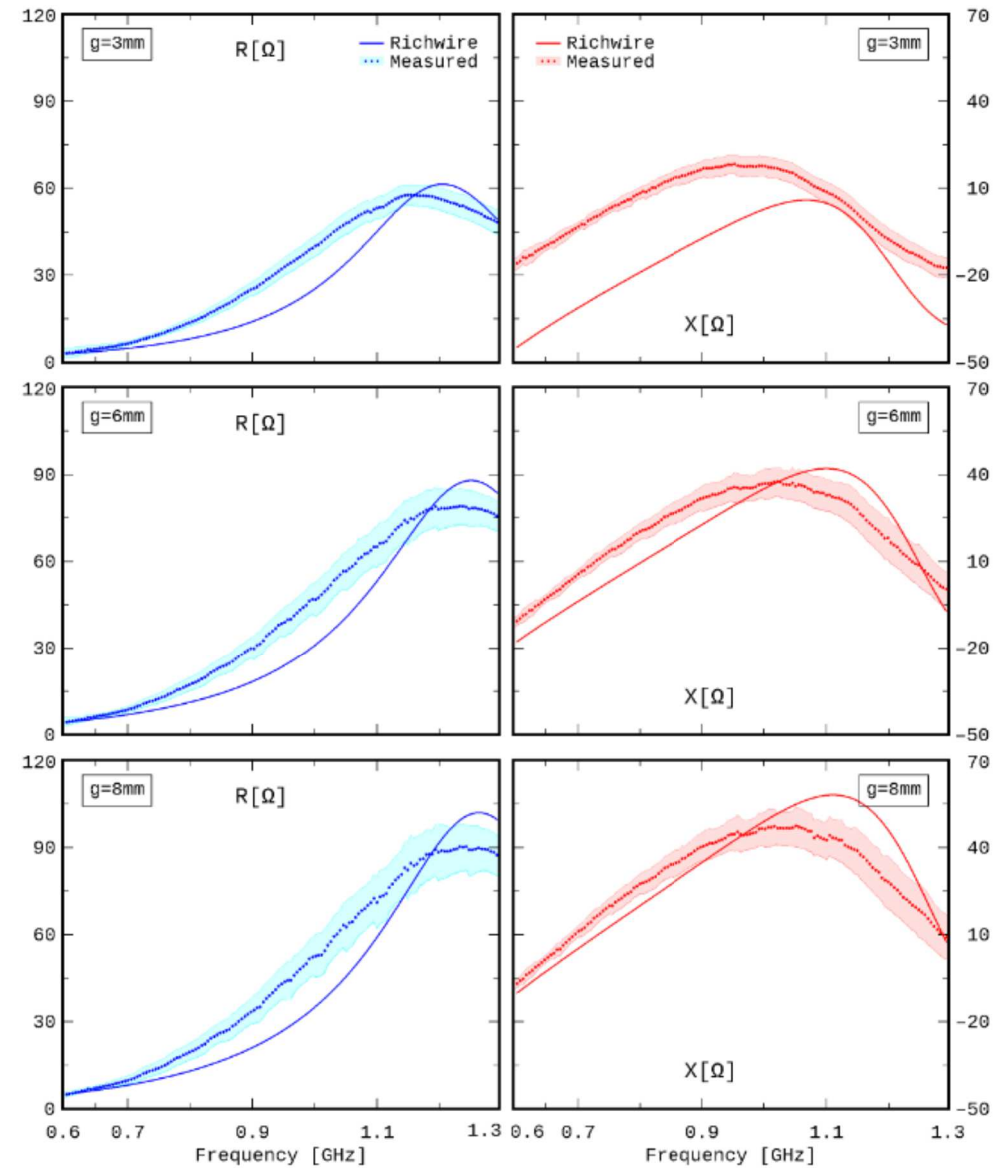 120 g=3mm R[Ω] Richwire Measured
90
60
30
0
Richwire Measured g=3mm 70
40
10
-20
X[Ω]
-50
120 g=6mm R[Ω]
90
60
30
0
g=6mm 70
40
10
-20
X[Ω]
-50
120 g=8mm R[Ω]
90
60
30
0
g=8mm 70
40
10
-20
X[Ω]
-50
0.6 0.7 0.9 1.1 1.3 0.6 0.7 0.9 1.1 1.3
Frequency [GHz] Frequency [GHz]